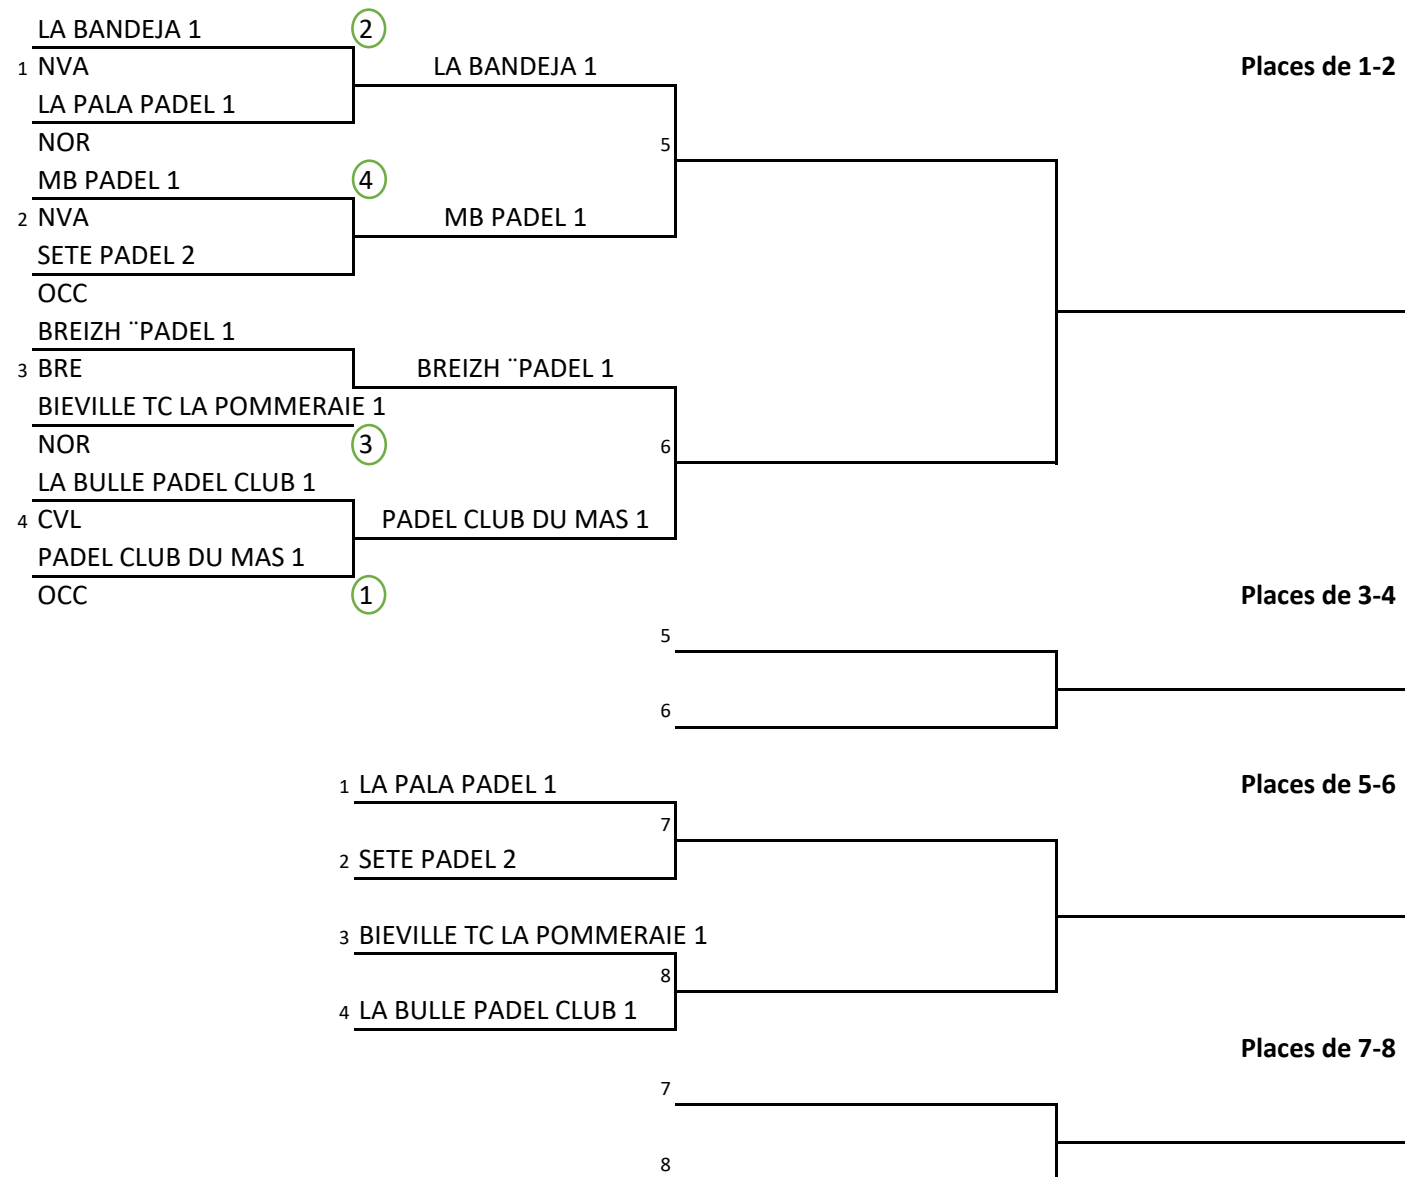 LA BANDEJA 1 2
1 NVA LA BANDEJA 1 Places de 1-2
LA PALA PADEL 1
NOR 5
MB PADEL 1 4
2 NVA MB PADEL 1
SETE PADEL 2
OCC
BREIZH ¨PADEL 1
3 BRE BREIZH ¨PADEL 1
BIEVILLE TC LA POMMERAIE 1
NOR 3 6
LA BULLE PADEL CLUB 1
4 CVL PADEL CLUB DU MAS 1
PADEL CLUB DU MAS 1
OCC 1 Places de 3-4
5
6
1 LA PALA PADEL 1 Places de 5-6
7
2 SETE PADEL 2
3 BIEVILLE TC LA POMMERAIE 1
8
4 LA BULLE PADEL CLUB 1
Places de 7-8
7
8